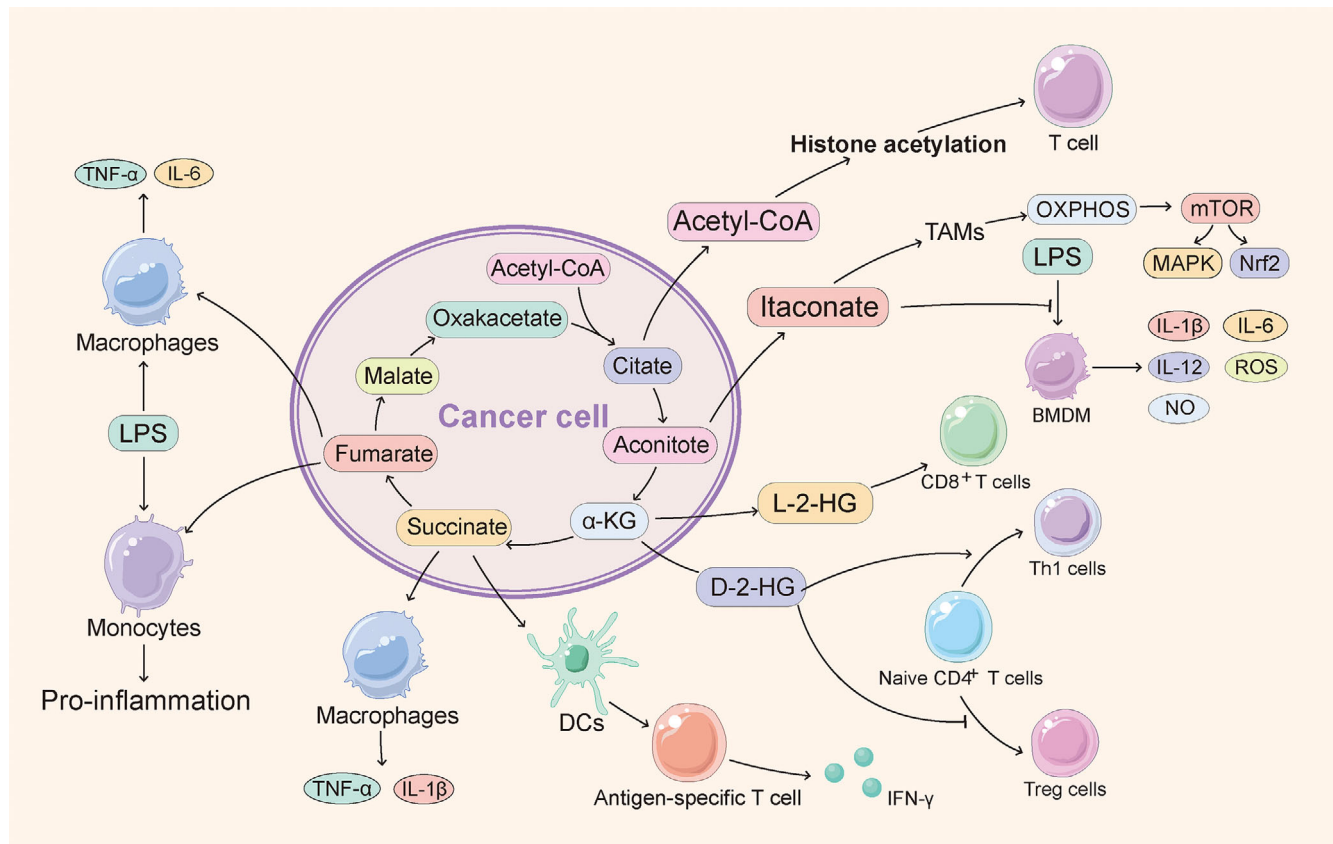 T cell
Histone acetylation
TNF-α
IL-6
Acetyl-CoA
TAMs
OXPHOS
mTOR
LPS
MAPK
Nrf2
Acetyl-CoA
Itaconate
Oxakacetate
Macrophages
IL-1β
IL-6
Citate
Malate
IL-12
ROS
BMDM
NO
Cancer cell
LPS
Aconitote
Fumarate
CD8+ T cells
L-2-HG
α-KG
Succinate
Th1 cells
D-2-HG
Monocytes
Naive CD4+ T cells
Pro-inflammation
Macrophages
DCs
TNF-α
IL-1β
Antigen-specific T cell
IFN-γ
Treg cells